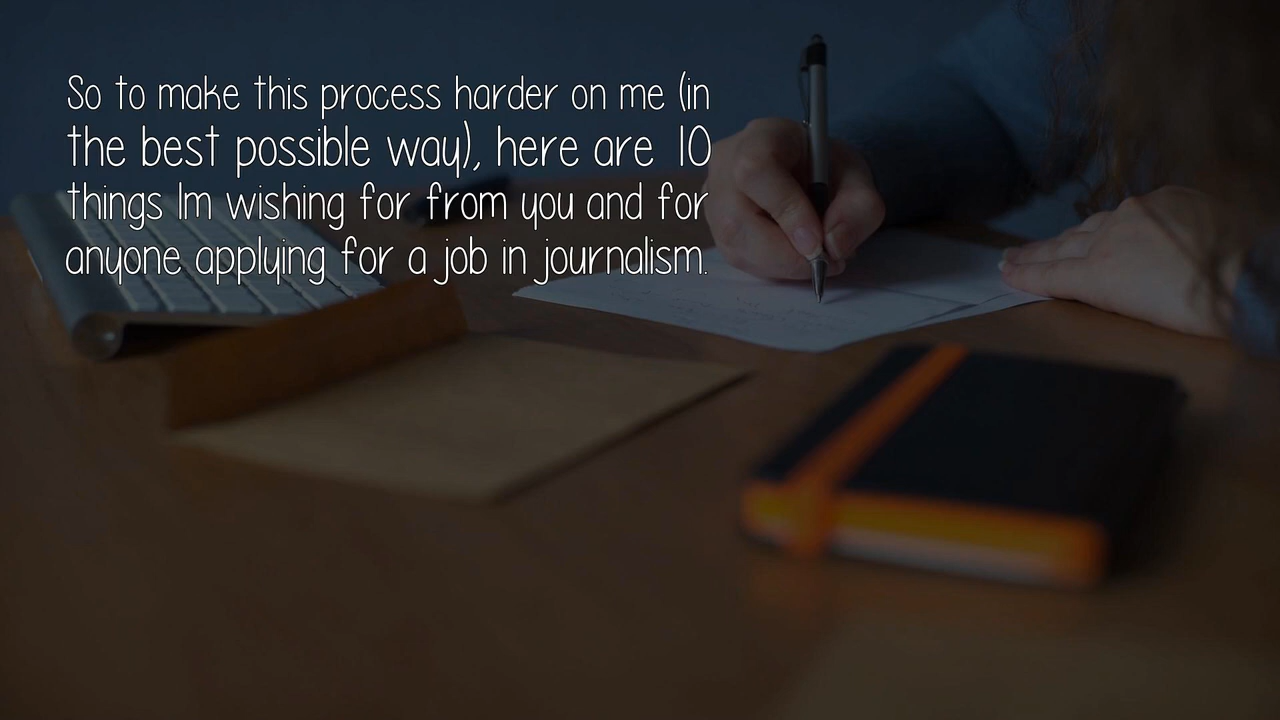 So to make this process harder on me (in
the best possible way), here are 10
things Im wishing for from you and for
anyone applying for a job in journalism.